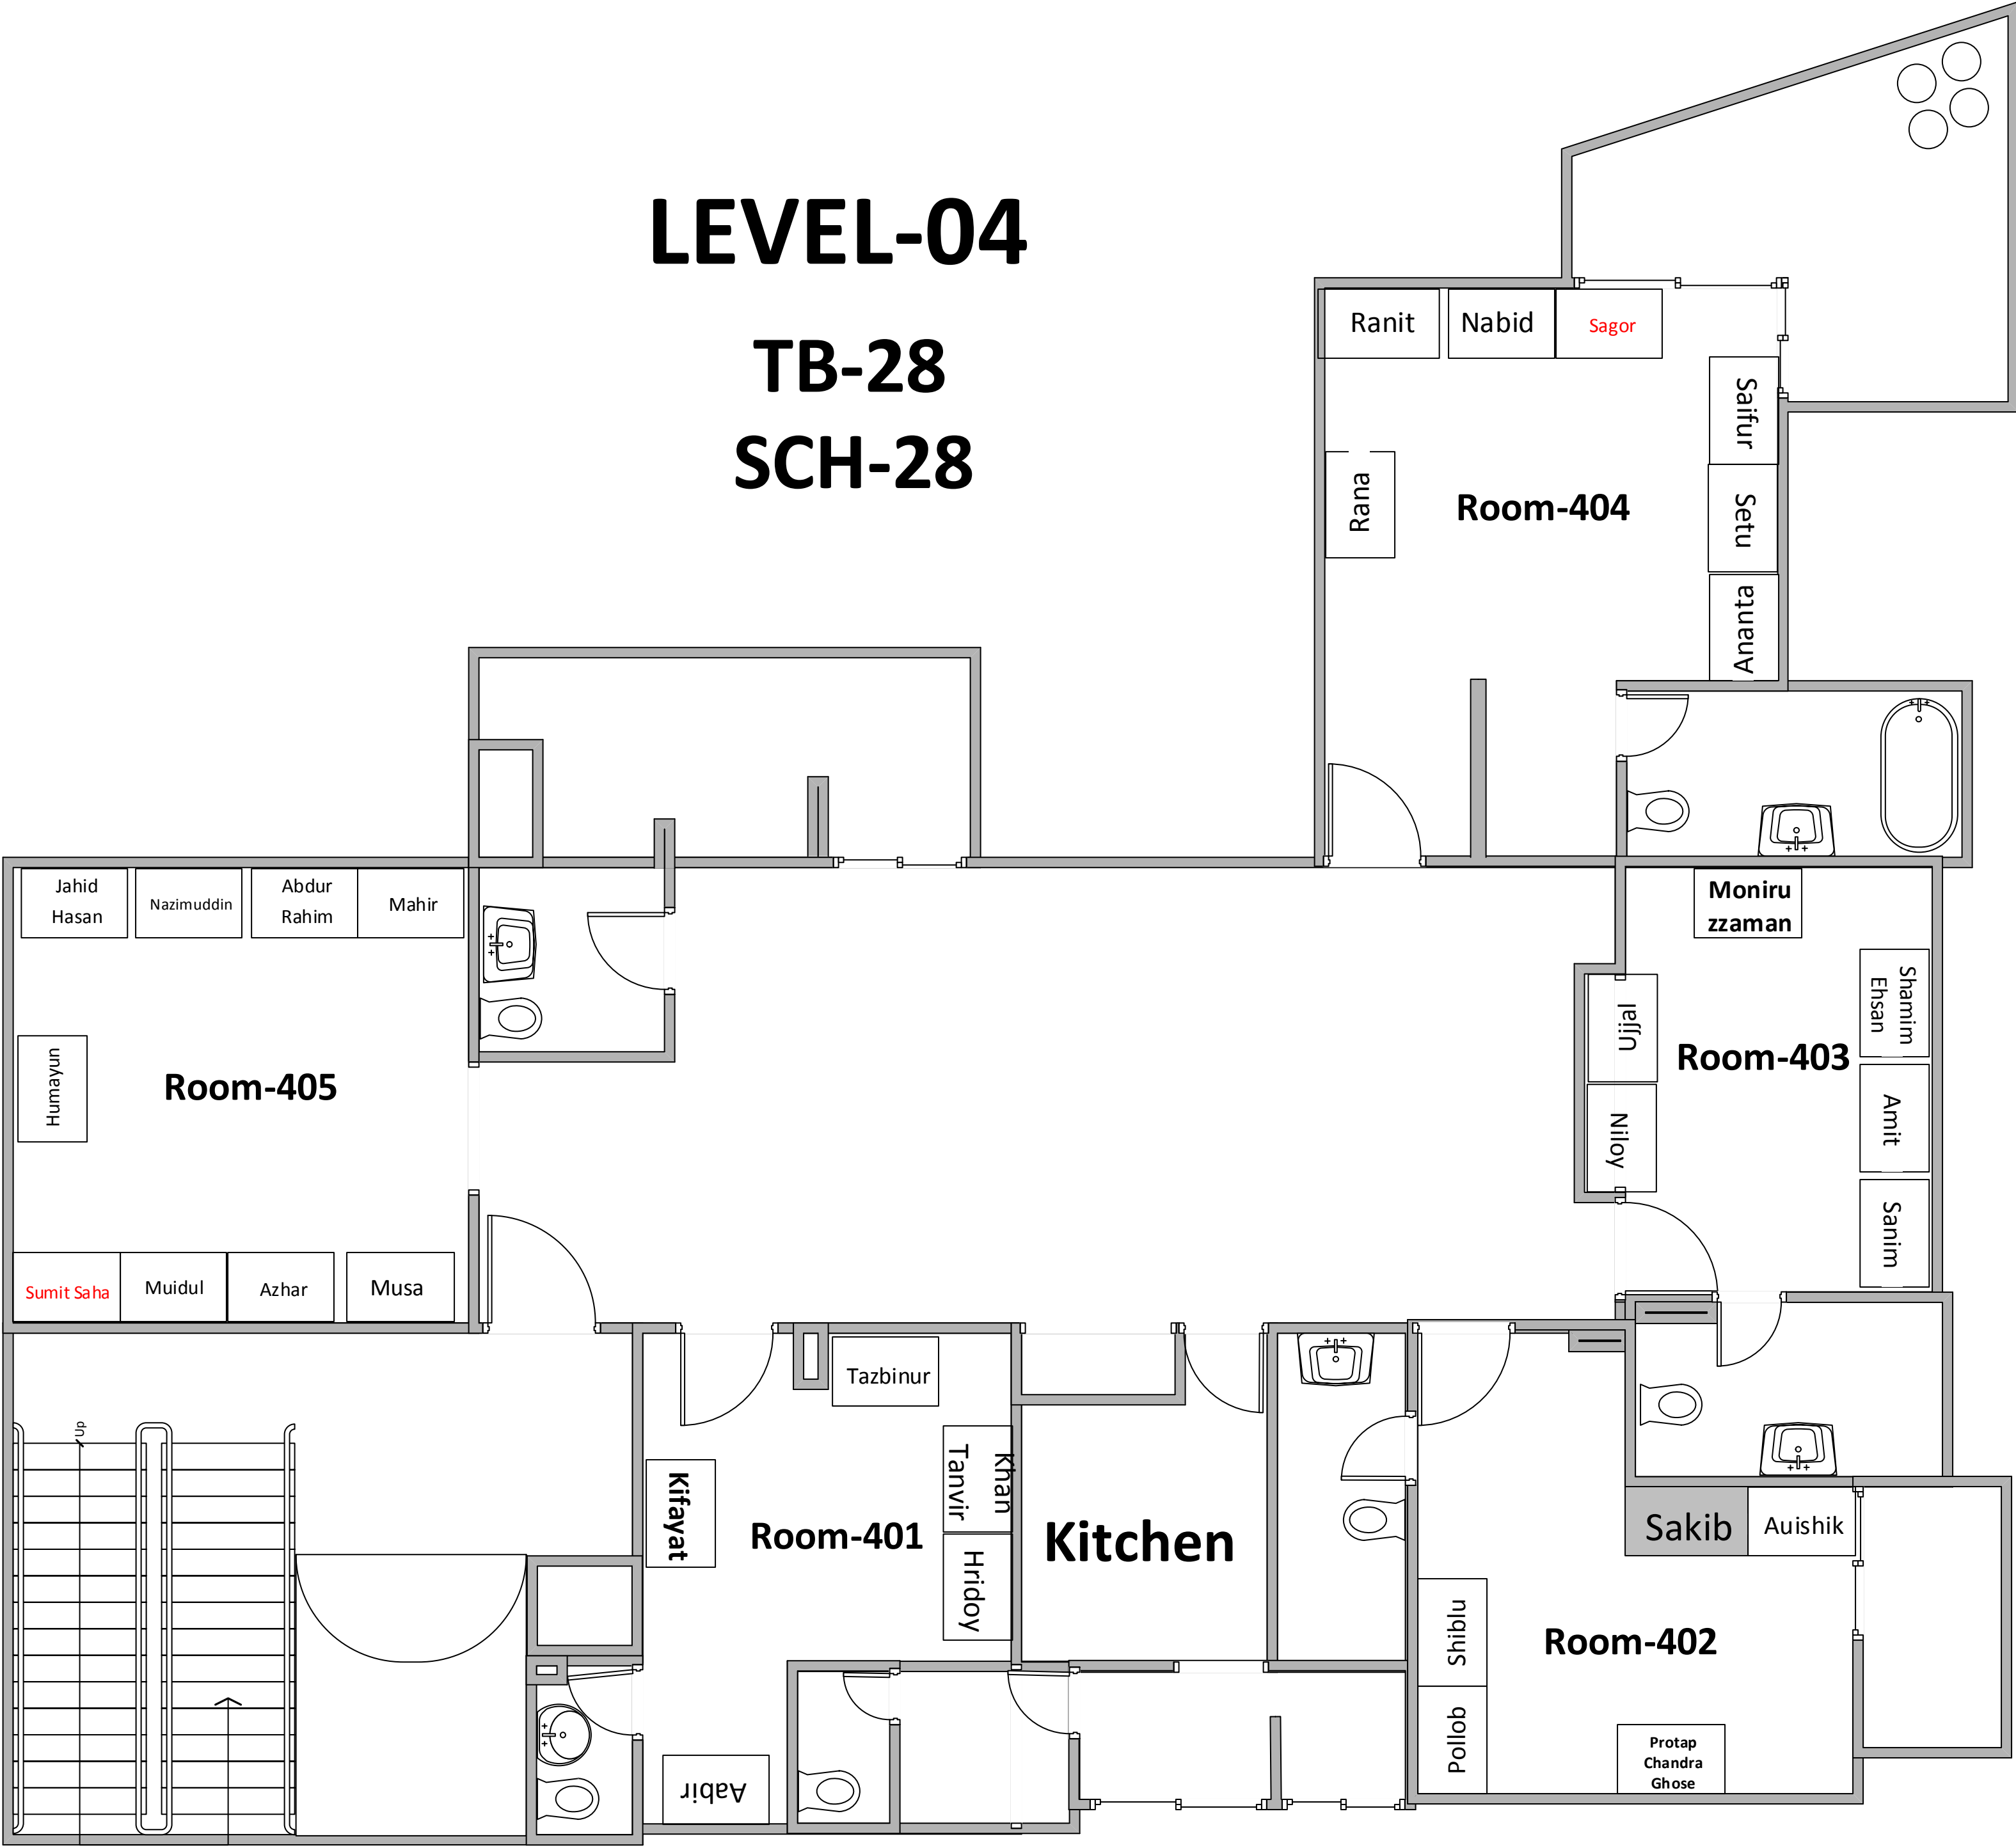 LEVEL-04
TB-28
SCH-28
Ranit
Nabid
Sagor
Saifur
Rana
Room-404
Setu
Ananta
Jahid
Hasan
Nazimuddin
Abdur
Rahim
Mahir
Humayun
Room-405
Sumit Saha
Muidul
Azhar
Musa
Moniru
zzaman
Shamim
Ehsan
Ujjal
Room-403
Niloy
Amit
Sanim
Up
Tazbinur
Khan
Tanvir
Kifayat
Room-401
Hridoy
Aabir
Kitchen
Sakib
Auishik
Shiblu
Room-402
Pollob
Protap
Chandra
Ghose